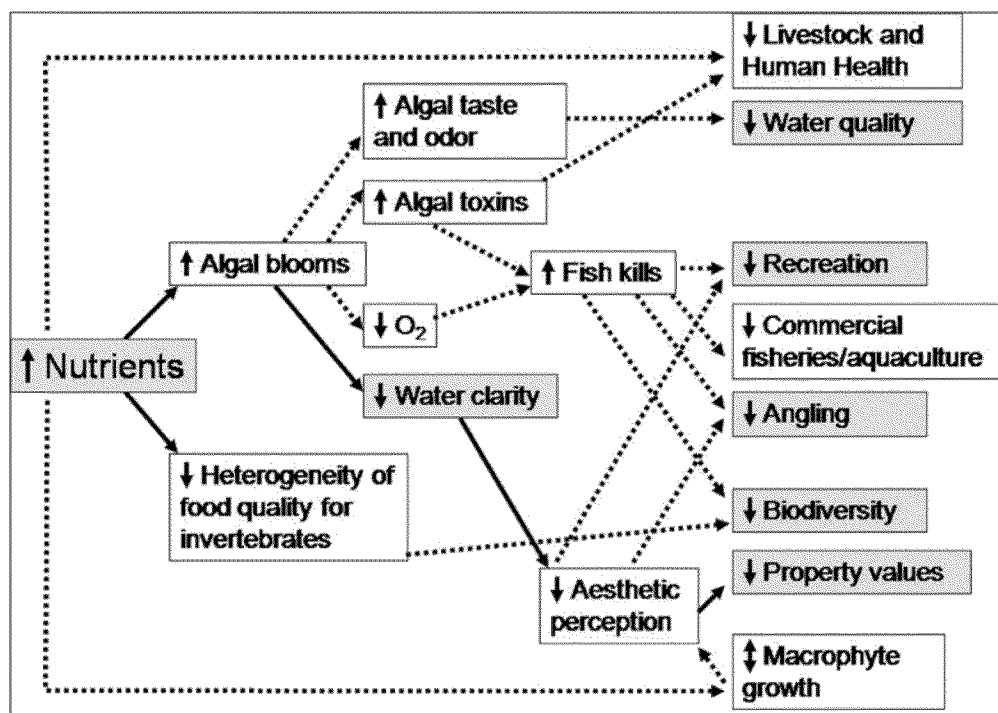 ↓ Livestock and
Human Health
↑ Algal taste
and odor
↓ Water quality
↑ Algal toxins
↑ Algal blooms
↑ Fish kills
↓ Recreation
↓ O₂
↓ Commercial
fisheries/aquaculture
↑ Nutrients
↓ Water clarity
↓ Angling
↓ Heterogeneity of
food quality for
invertebrates
↓ Biodiversity
↓ Aesthetic
perception
↓ Property values
↕ Macrophyte
growth